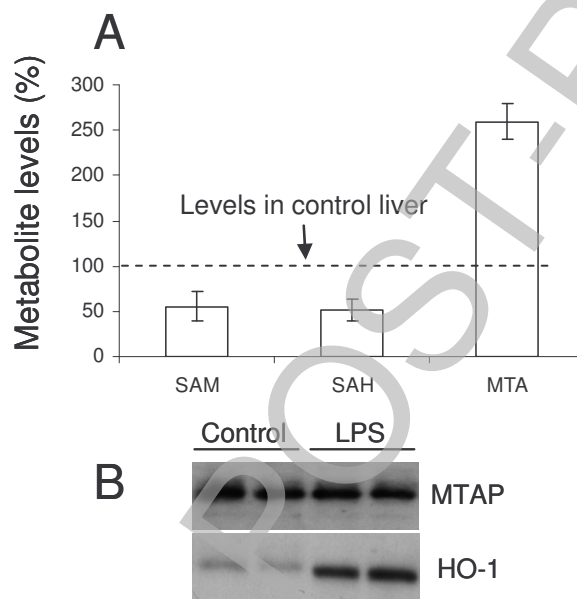 A
Metabolite levels (%)
300
250
200
150
100
50
0
Levels in control liver
SAM SAH MTA
B
Control LPS
MTAP
HO-1
POST-P